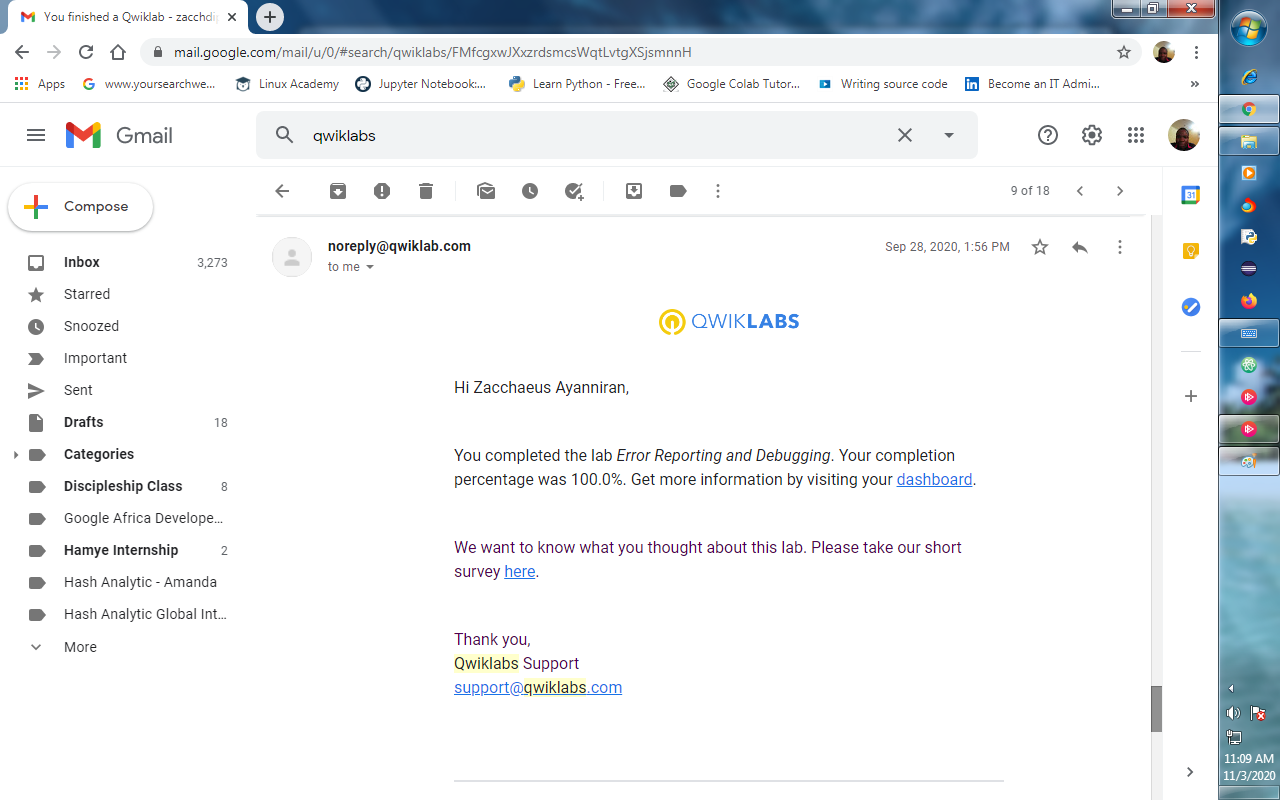 You finished a Qwiklab - zacchdi
mail.google.com/mail/u/0/#search/qwiklabs/FMfcgxwJXxzrdsmcsWqtLvtgXSjsmnnH
Apps
www.yoursearchwe...
Linux Academy
Jupyter Notebook:...
Learn Python - Free...
Google Colab Tutor...
Writing source code
Become an IT Admi...
»
Gmail
qwiklabs
Compose
9 of 18
31
Inbox 3,273
Starred
Snoozed
Important
Sent
Drafts 18
Categories
Discipleship Class 8
Google Africa Develope...
Hamye Internship 2
Hash Analytic - Amanda
Hash Analytic Global Int...
More
noreply@qwiklab.com
Sep 28, 2020, 1:56 PM
to me
QWIKLABS
Hi Zacchaeus Ayanniran,
You completed the lab Error Reporting and Debugging. Your completion
percentage was 100.0%. Get more information by visiting your dashboard.
We want to know what you thought about this lab. Please take our short
survey here.
Thank you,
Qwiklabs Support
support@qwiklabs.com
11:09 AM
11/3/2020